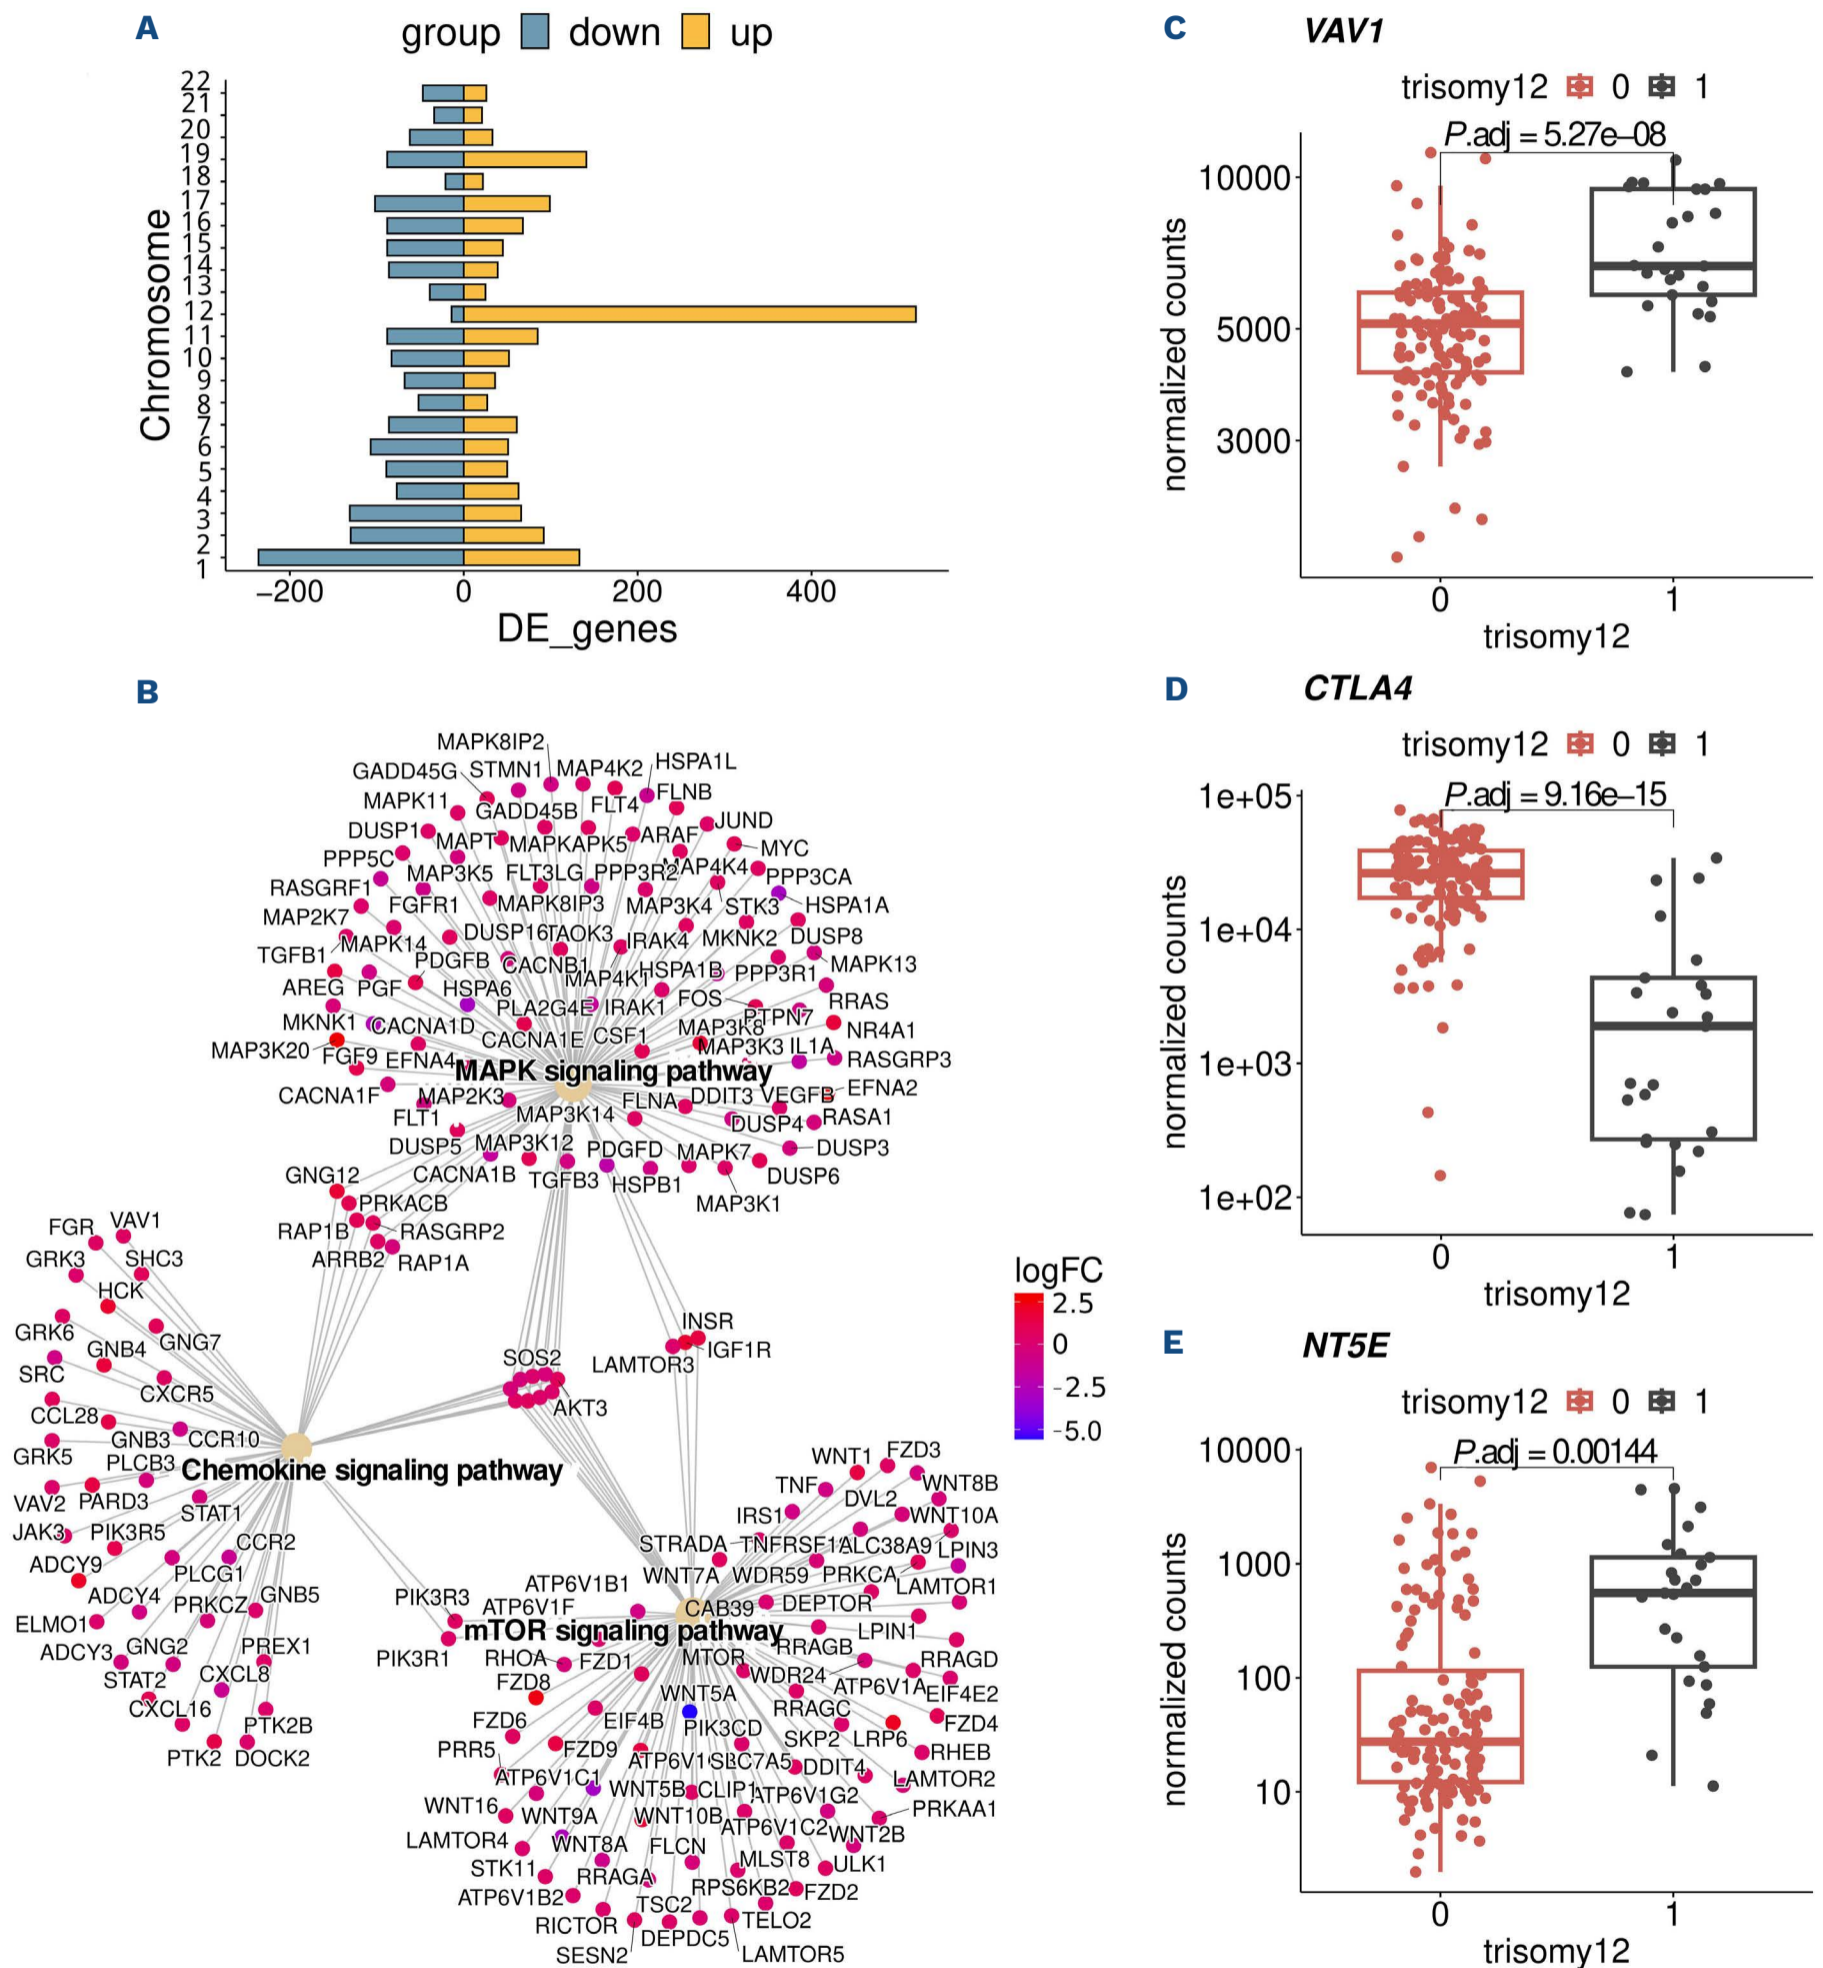 A
group down up
Chromosome
22
21
20
19
18
17
16
15
14
13
12
11
10
9
8
7
6
5
4
3
2
1
−200 0 200 400
DE_genes
B
MAPK8IP2
GADD45G STMN1 MAP4K2 HSPA1L
MAPK11 GADD45B FLT4 FLNB
DUSP1 MAPT MAPKAPK5 ARAF JUND
MYC
PPP5C MAP3K5 FLT3LG PPP3R2 MAP4K4 PPP3CA
RASGRF1 FGFR1 MAPK8IP3 MAP3K4 STK3 HSPA1A
MAP2K7 MAPK14 DUSP16 TAOK3 IRAK4 MKNK2 DUSP8
TGFB1 PDGFB CACNB1 MAP4K1 HSPA1B PPP3R1 MAPK13
AREG PGF HSPA6 PLA2G4E IRAK1 FOS PTPN7 RRAS
MKNK1 CACNA1D CACNA1E CSF1 MAP3K8 NR4A1
MAP3K20 FGF9 EFNA4 MAP3K3 IL1A RASGRP3
MAPK signaling pathway
CACNA1F MAP2K3 FLNA DDIT3 VEGFB EFNA2
FLT1 MAP3K14 DUSP4 RASA1
DUSP5 MAP3K12 PDGFD MAPK7 DUSP3
CACNA1B TGFB3 HSPB1 DUSP6
MAP3K1
GNG12
PRKACB
RAP1B RASGRP2
ARRB2 RAP1A
FGR VAV1
GRK3 SHC3
HCK
GRK6 GNB4 GNG7
SRC CXCR5
CCL28
GNB3 CCR10
GRK5 PLCB3
Chemokine signaling pathway
VAV2 PARD3 STAT1
JAK3 PIK3R5 CCR2
ADCY9 PLCG1
ADCY4 PRKCZ GNB5
ELMO1
ADCY3 GNG2 PREX1
STAT2 CXCL8
CXCL16 PTK2B
PTK2 DOCK2
SOS2
AKT3
INSR
LAMTOR3 IGF1R
PIK3R3
PIK3R1
logFC
2.5
0
−2.5
−5.0
WNT1 FZD3
TNF DVL2 WNT8B
IRS1 WNT10A
STRADA TNFRSF1A SLC38A9 LPIN3
WNT7A WDR59 PRKCA LAMTOR1
ATP6V1B1
ATP6V1F CAB39 DEPTOR
mTOR signaling pathway
RRAGB LPIN1
RHOA FZD1 MTOR WDR24 RRAGD
FZD8 ATP6V1A EIF4E2
WNT5A RRAGC
FZD6 EIF4B PIK3CD SKP2 LRP6 FZD4
PRR5 FZD9 SLC7A5 DDIT4 RHEB
ATP6V1C1 WNT5B CLIP1 ATP6V1G2 LAMTOR2
WNT16 WNT9A WNT10B ATP6V1C2 PRKAA1
LAMTOR4 WNT8A FLCN WNT2B
STK11 RRAGA MLST8 ULK1
ATP6V1B2 RPS6KB2 FZD2
RICTOR TSC2 TELO2
SESN2 DEPDC5 LAMTOR5
C
VAV1
trisomy12 0 1
P.adj = 5.27e−08
normalized counts
10000
5000
3000
0 1
trisomy12
D
CTLA4
trisomy12 0 1
P.adj = 9.16e−15
normalized counts
1e+05
1e+04
1e+03
1e+02
0 1
trisomy12
E
NT5E
trisomy12 0 1
P.adj = 0.00144
normalized counts
10000
1000
100
10
0 1
trisomy12